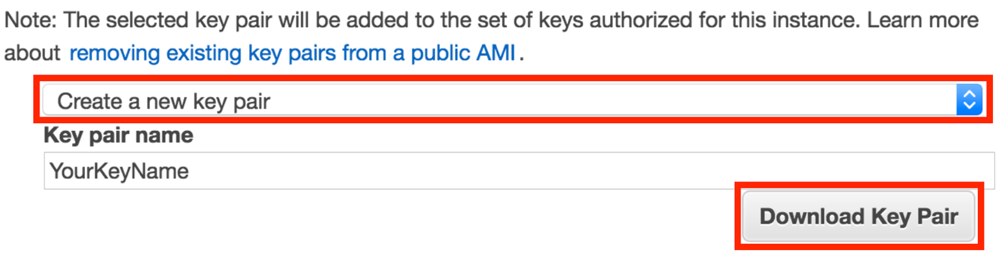 Note: The selected key pair will be added to the set of keys authorized for this instance. Learn more
about removing existing key pairs from a public AMI.
Create a new key pair
Key pair name
YourKeyName
Download Key Pair